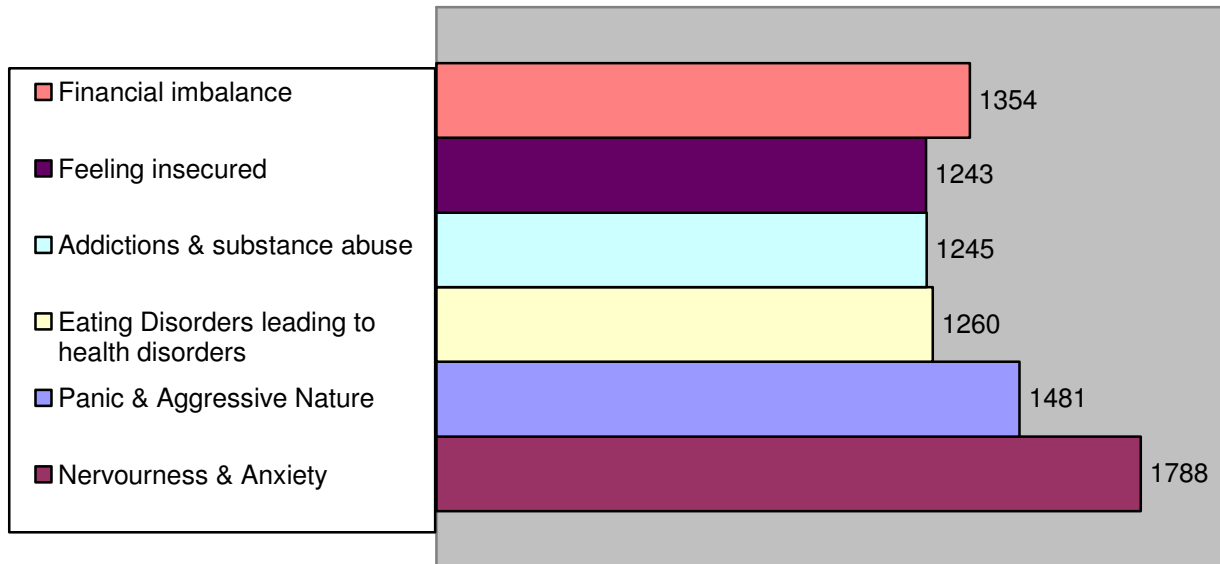 Financial imbalance
1354
Feeling insecured
1243
Addictions & substance abuse
1245
Eating Disorders leading to
health disorders
1260
Panic & Aggressive Nature
1481
Nervourness & Anxiety
1788